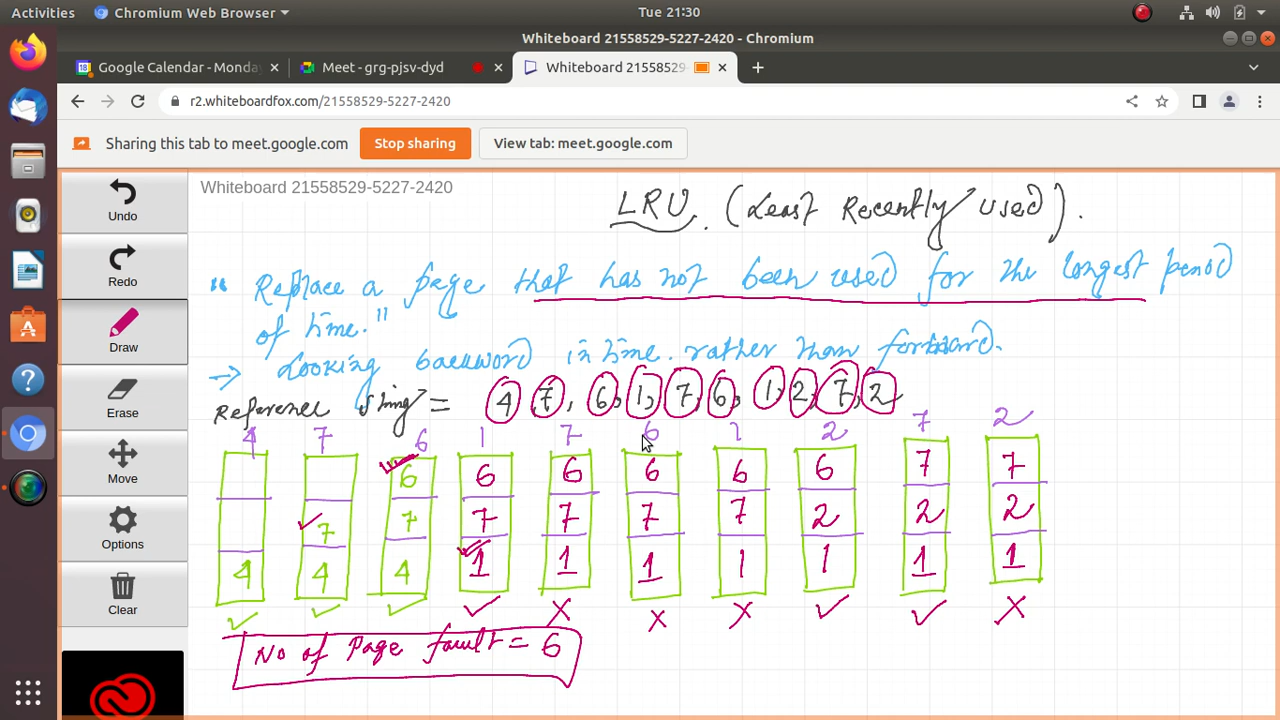 Activities Chromium Web Browser Tue 21:30
Whiteboard 21558529-5227-2420 - Chromium
Google Calendar - Monda Meet - grg-pjsv-dyd Whiteboard 21558529-
r2.whiteboardfox.com/21558529-5227-2420
Sharing this tab to meet.google.com Stop sharing View tab: meet.google.com
Whiteboard 21558529-5227-2420
Undo
Redo
Draw
Erase
Move
Options
Clear
LRU. (Least Recently used).
"Replace a page that has not been used for the longest period
of time."
→ Looking backword in time. rather than forward.
Reference string = 4 7, 6, 1, 7, 6, 1, 2, 7, 2
4 7 6 1 7 6 1 2 7 2
6 6 6 6 6 6 7 7
7 7 7 7 7 7 2 2 2
4 4 4 1 1 1 1 1 1 1
✓ ✓ ✓ ✓ X X X ✓ ✓ X
No of Page fault = 6